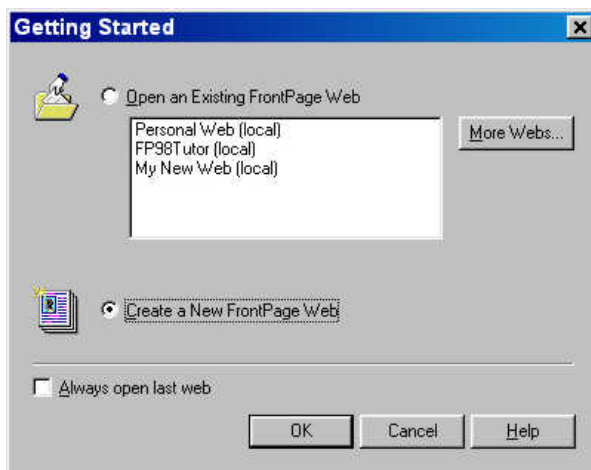 Getting Started
Open an Existing FrontPage Web
Personal Web (local)
FP98Tutor (local)
My New Web (local)
More Webs...
Create a New FrontPage Web
Always open last web
OK
Cancel
Help